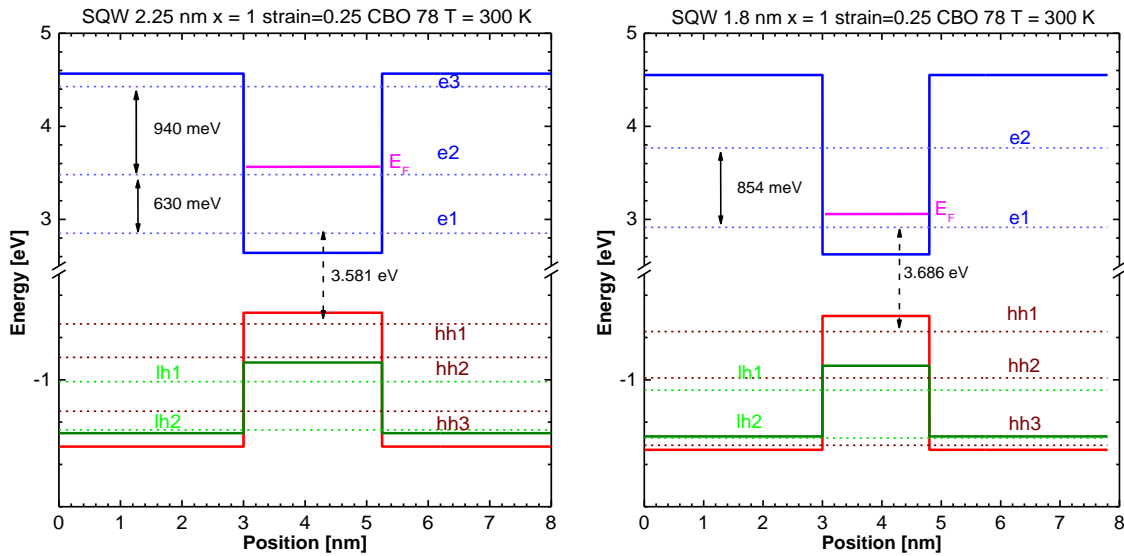 SQW 2.25 nm x = 1 strain=0.25 CBO 78 T = 300 K
5
4
3
-1
Energy [eV]
e3
940 meV
e2
E_F
630 meV
e1
3.581 eV
hh1
lh1
hh2
lh2
hh3
0 1 2 3 4 5 6 7 8
Position [nm]
SQW 1.8 nm x = 1 strain=0.25 CBO 78 T = 300 K
5
4
3
-1
Energy [eV]
e2
854 meV
E_F
e1
3.686 eV
hh1
lh1
hh2
lh2
hh3
0 1 2 3 4 5 6 7 8
Position [nm]